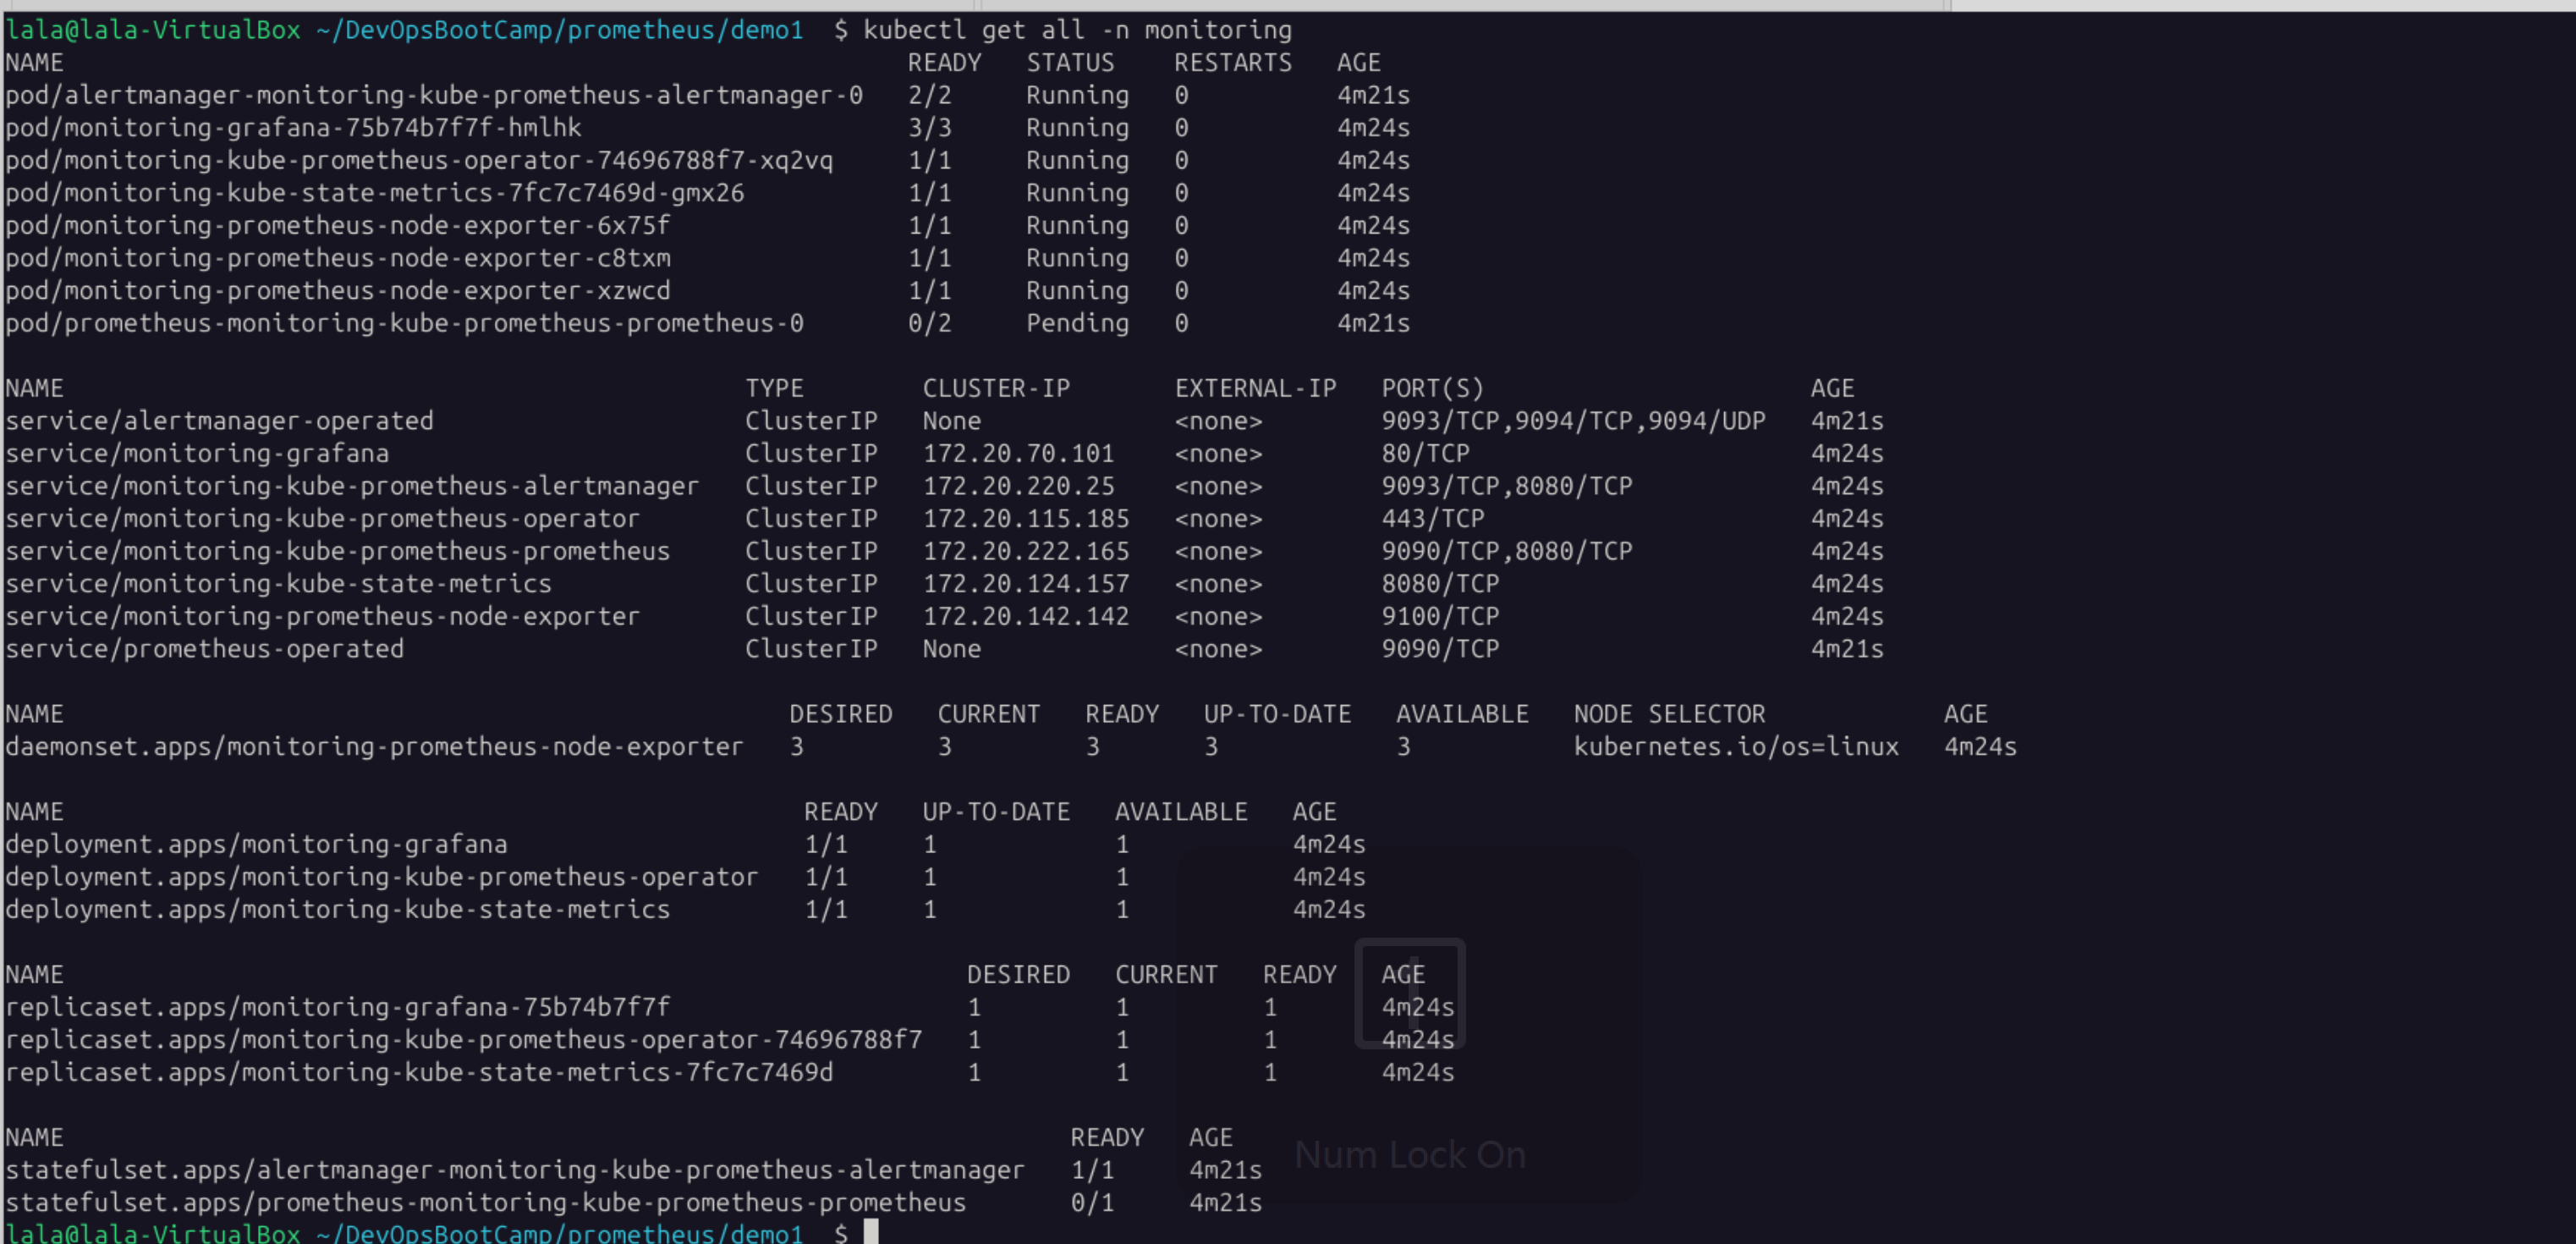 lala@lala-VirtualBox ~/DevOpsBootCamp/prometheus/demo1  $ kubectl get all -n monitoring
NAME READY STATUS RESTARTS AGE
pod/alertmanager-monitoring-kube-prometheus-alertmanager-0 2/2 Running 0 4m21s
pod/monitoring-grafana-75b74b7f7f-hmlhk 3/3 Running 0 4m24s
pod/monitoring-kube-prometheus-operator-74696788f7-xq2vq 1/1 Running 0 4m24s
pod/monitoring-kube-state-metrics-7fc7c7469d-gmx26 1/1 Running 0 4m24s
pod/monitoring-prometheus-node-exporter-6x75f 1/1 Running 0 4m24s
pod/monitoring-prometheus-node-exporter-c8txm 1/1 Running 0 4m24s
pod/monitoring-prometheus-node-exporter-xzwcd 1/1 Running 0 4m24s
pod/prometheus-monitoring-kube-prometheus-prometheus-0 0/2 Pending 0 4m21s
NAME TYPE CLUSTER-IP EXTERNAL-IP PORT(S) AGE
service/alertmanager-operated ClusterIP None <none> 9093/TCP,9094/TCP,9094/UDP 4m21s
service/monitoring-grafana ClusterIP 172.20.70.101 <none> 80/TCP 4m24s
service/monitoring-kube-prometheus-alertmanager ClusterIP 172.20.220.25 <none> 9093/TCP,8080/TCP 4m24s
service/monitoring-kube-prometheus-operator ClusterIP 172.20.115.185 <none> 443/TCP 4m24s
service/monitoring-kube-prometheus-prometheus ClusterIP 172.20.222.165 <none> 9090/TCP,8080/TCP 4m24s
service/monitoring-kube-state-metrics ClusterIP 172.20.124.157 <none> 8080/TCP 4m24s
service/monitoring-prometheus-node-exporter ClusterIP 172.20.142.142 <none> 9100/TCP 4m24s
service/prometheus-operated ClusterIP None <none> 9090/TCP 4m21s
NAME DESIRED CURRENT READY UP-TO-DATE AVAILABLE NODE SELECTOR AGE
daemonset.apps/monitoring-prometheus-node-exporter 3 3 3 3 3 kubernetes.io/os=linux 4m24s
NAME READY UP-TO-DATE AVAILABLE AGE
deployment.apps/monitoring-grafana 1/1 1 1 4m24s
deployment.apps/monitoring-kube-prometheus-operator 1/1 1 1 4m24s
deployment.apps/monitoring-kube-state-metrics 1/1 1 1 4m24s
NAME DESIRED CURRENT READY AGE
replicaset.apps/monitoring-grafana-75b74b7f7f 1 1 1 4m24s
replicaset.apps/monitoring-kube-prometheus-operator-74696788f7 1 1 1 4m24s
replicaset.apps/monitoring-kube-state-metrics-7fc7c7469d 1 1 1 4m24s
NAME READY AGE
Num Lock On
statefulset.apps/alertmanager-monitoring-kube-prometheus-alertmanager 1/1 4m21s
statefulset.apps/prometheus-monitoring-kube-prometheus-prometheus 0/1 4m21s
lala@lala-VirtualBox ~/DevOpsBootCamp/prometheus/demo1  $